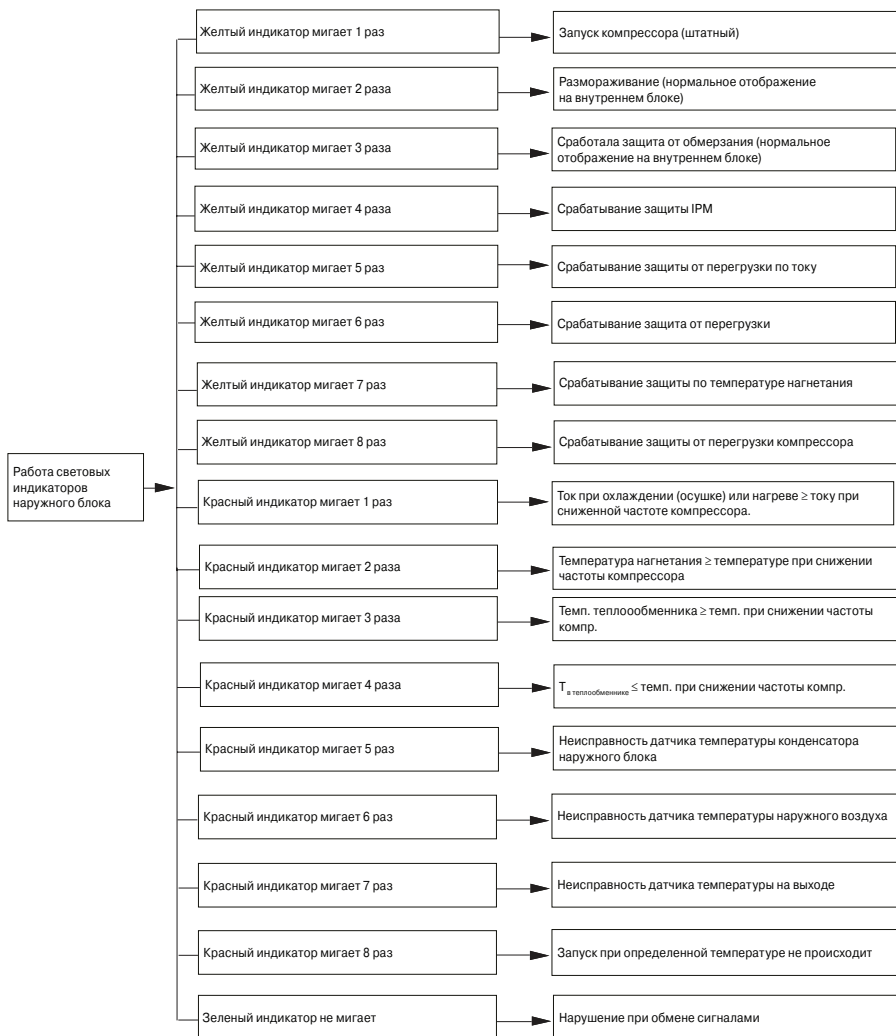 Желтый индикатор мигает 1 раз
Запуск компрессора (штатный)
Желтый индикатор мигает 2 раза
Размораживание (нормальное отображение
на внутреннем блоке)
Желтый индикатор мигает 3 раза
Сработала защита от обмерзания (нормальное
отображение на внутреннем блоке)
Желтый индикатор мигает 4 раза
Срабатывание защиты IPM
Желтый индикатор мигает 5 раз
Срабатывание защиты от перегрузки по току
Желтый индикатор мигает 6 раз
Срабатывание защита от перегрузки
Желтый индикатор мигает 7 раз
Срабатывание защиты по температуре нагнетания
Желтый индикатор мигает 8 раз
Срабатывание защиты от перегрузки компрессора
Работа световых
индикаторов
наружного блока
Красный индикатор мигает 1 раз
Ток при охлаждении (осушке) или нагреве ≥ току при
сниженной частоте компрессора.
Красный индикатор мигает 2 раза
Температура нагнетания ≥ температуре при снижении
частоты компрессора
Красный индикатор мигает 3 раза
Темп. теплоообменника ≥ темп. при снижении частоты
компр.
Красный индикатор мигает 4 раза
T в теплообменнике ≤ темп. при снижении частоты компр.
Красный индикатор мигает 5 раз
Неисправность датчика температуры конденсатора
наружного блока
Красный индикатор мигает 6 раз
Неисправность датчика температуры наружного воздуха
Красный индикатор мигает 7 раз
Неисправность датчика температуры на выходе
Красный индикатор мигает 8 раз
Запуск при определенной температуре не происходит
Зеленый индикатор не мигает
Нарушение при обмене сигналами